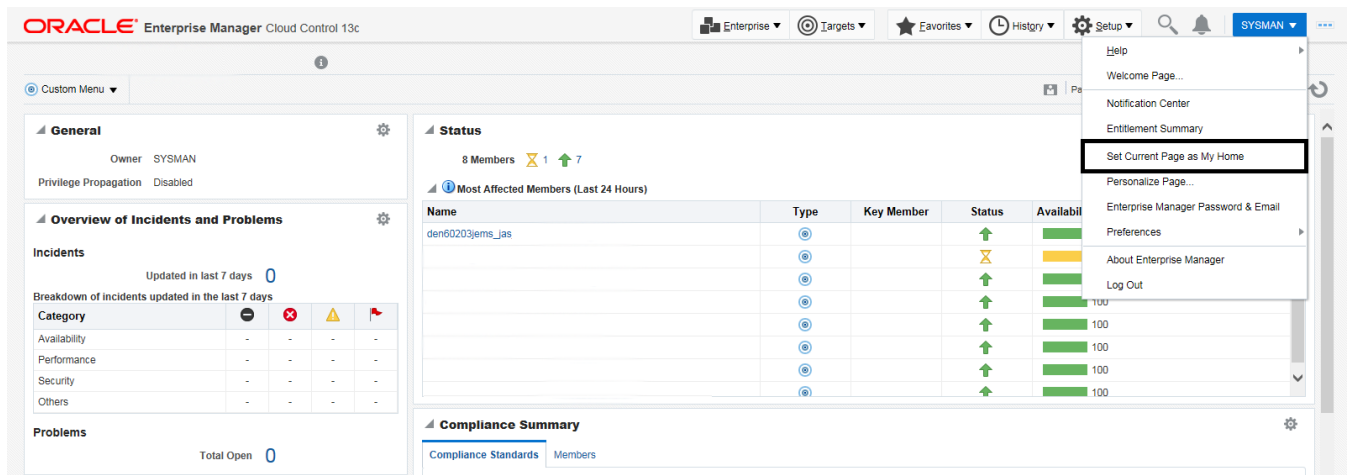 ORACLE Enterprise Manager Cloud Control 13c
Enterprise Targets Favorites History Setup SYSMAN
Custom Menu
Pa
Help
Welcome Page...
Notification Center
Entitlement Summary
Set Current Page as My Home
Personalize Page...
Enterprise Manager Password & Email
Preferences
About Enterprise Manager
Log Out
General
Owner SYSMAN
Privilege Propagation Disabled
Overview of Incidents and Problems
Incidents
Updated in last 7 days 0
Breakdown of incidents updated in the last 7 days
Category
Availability - - - -
Performance - - - -
Security - - - -
Others - - - -
Problems
Total Open 0
Status
8 Members 1 7
Most Affected Members (Last 24 Hours)
Name Type Key Member Status Availabil
den60203jems_jas
100
100
100
100
100
Compliance Summary
Compliance Standards Members